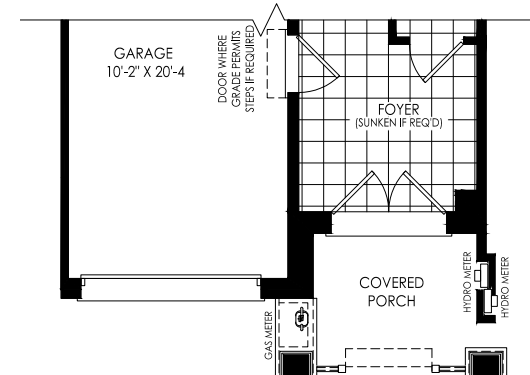 GARAGE
10'-2" X 20'-4
DOOR WHERE
GRADE PERMITS
STEPS IF REQUIRED
FOYER
(SUNKEN IF REQ'D)
COVERED
PORCH
HYDRO METER
HYDRO METER
GAS METER